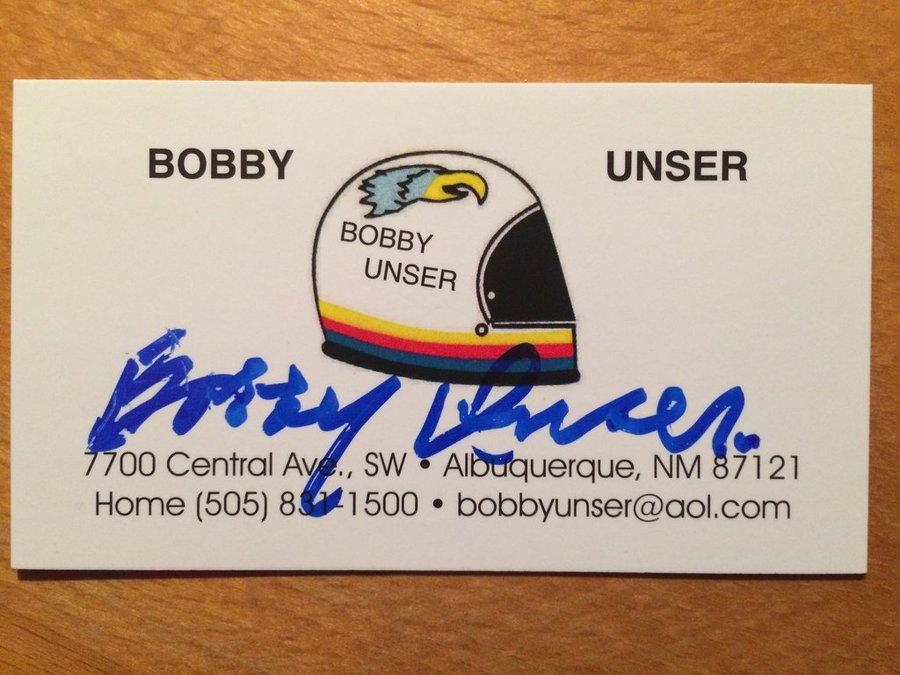 BOBBY UNSER
BOBBY
UNSER
Bobby Unser.
7700 Central Ave., SW • Albuquerque, NM 87121
Home (505) 831-1500 • bobbyunser@aol.com